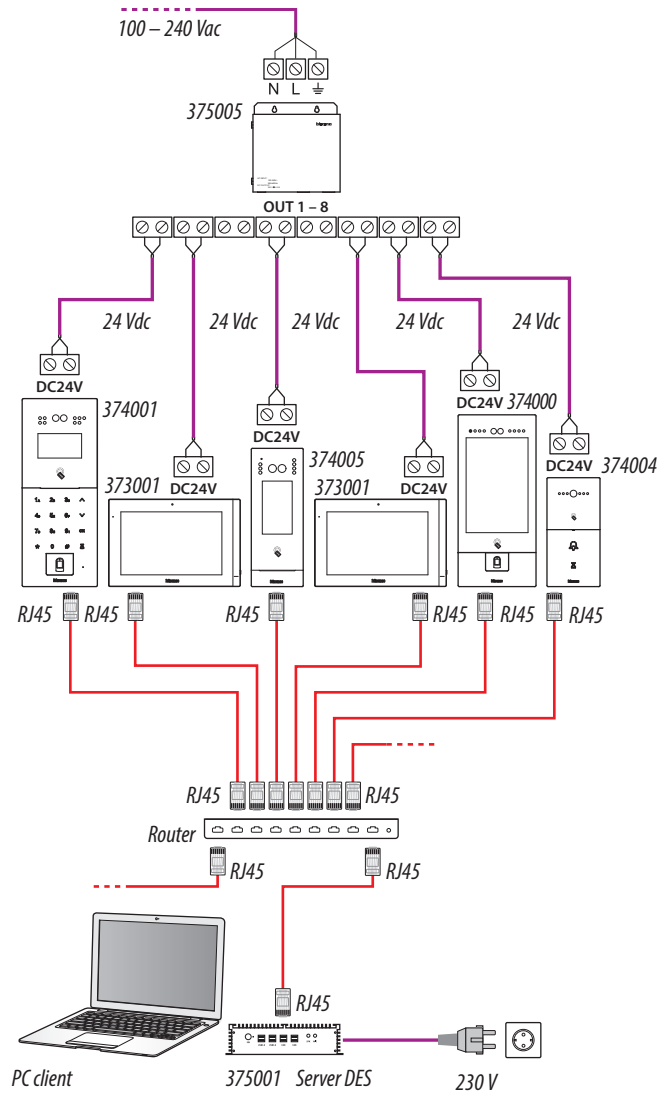 100 – 240 Vac
N L
375005
OUT 1 – 8
24 Vdc 24 Vdc 24 Vdc 24 Vdc 24 Vdc
DC24V
374001
DC24V 374000
DC24V
374005
DC24V
374004
373001
DC24V
373001
DC24V
RJ45 RJ45 RJ45 RJ45 RJ45 RJ45
RJ45 RJ45
Router
RJ45 RJ45
RJ45
PC client
375001 Server DES
230 V